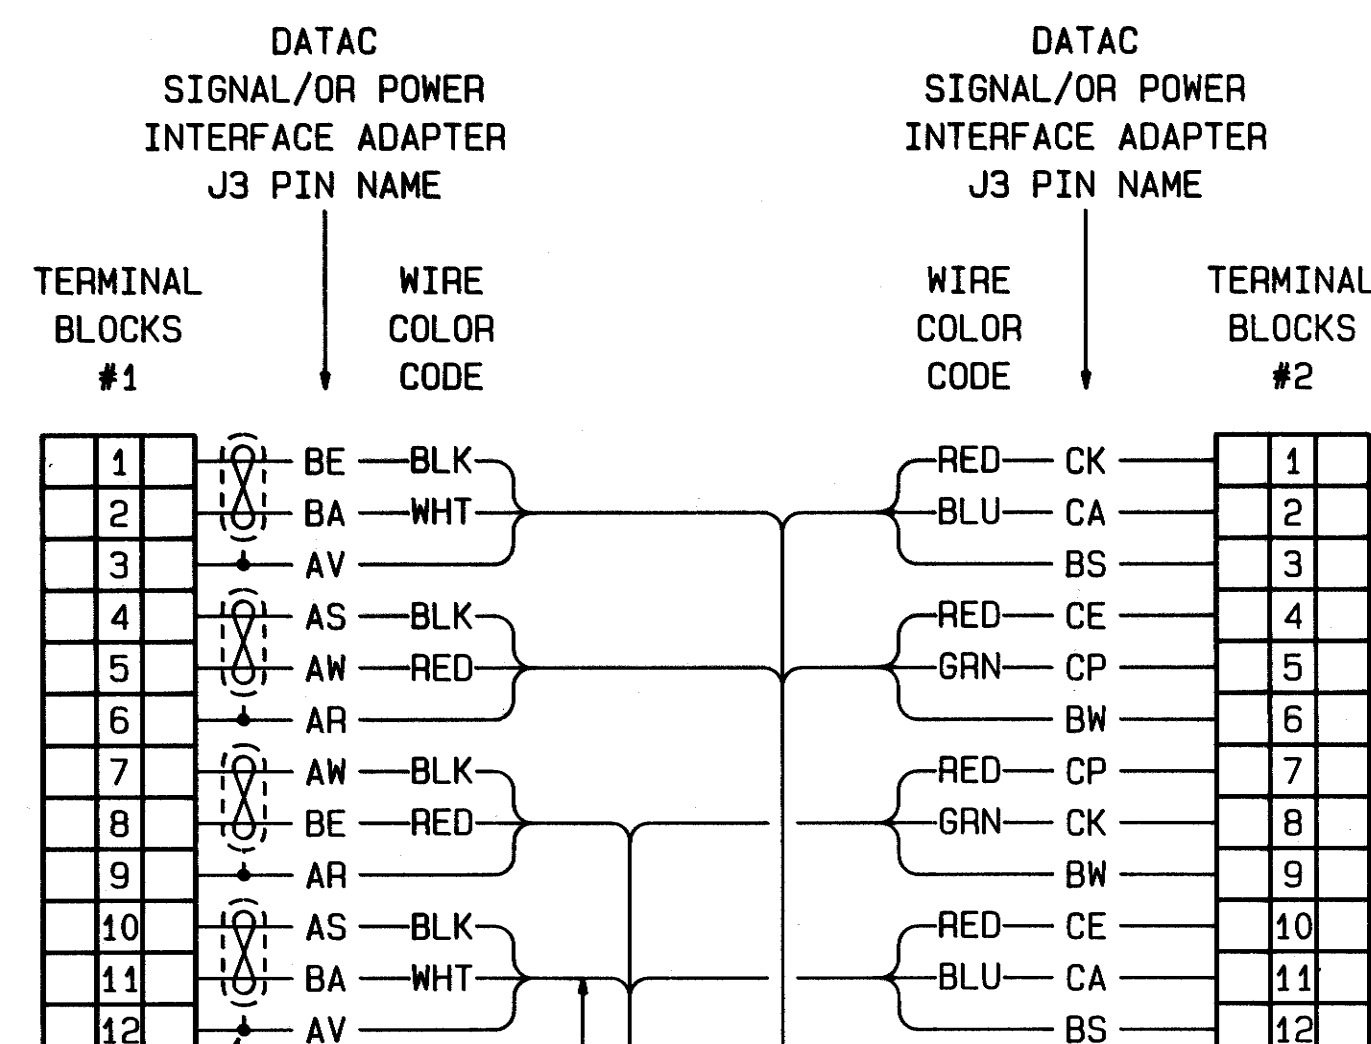 DATAC
SIGNAL/OR POWER
INTERFACE ADAPTER
J3 PIN NAME
DATAC
SIGNAL/OR POWER
INTERFACE ADAPTER
J3 PIN NAME
TERMINAL
BLOCKS
#1
WIRE
COLOR
CODE
WIRE
COLOR
CODE
TERMINAL
BLOCKS
#2
1 BE BLK RED CK 1
2 BA WHT BLU CA 2
3 AV BS 3
4 AS BLK RED CE 4
5 AW RED GRN CP 5
6 AR BW 6
7 AW BLK RED CP 7
8 BE RED GRN CK 8
9 AR BW 9
10 AS BLK RED CE 10
11 BA WHT BLU CA 11
12 AV BS 12